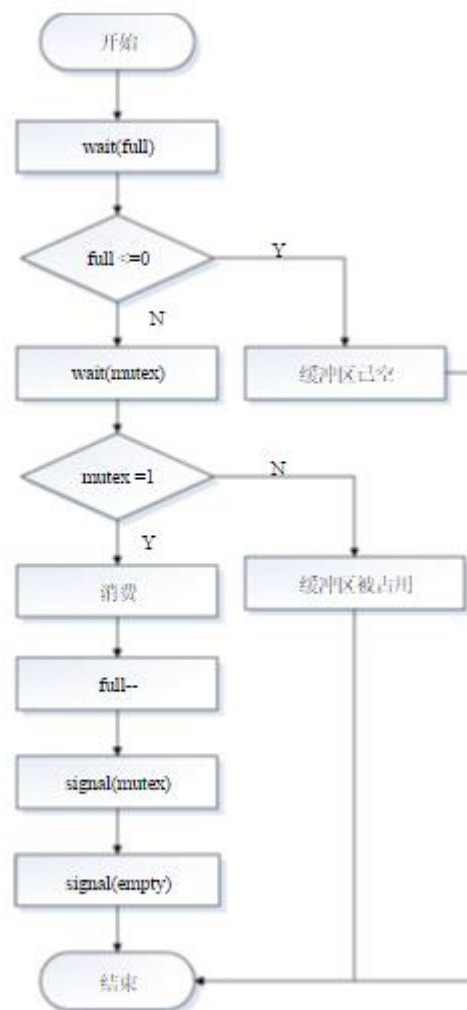 开始
wait(full)
full <=0
Y
N
wait(mutex)
缓冲区已空
mutex =1
N
Y
消费
缓冲区被占用
full--
signal(mutex)
signal(empty)
结束